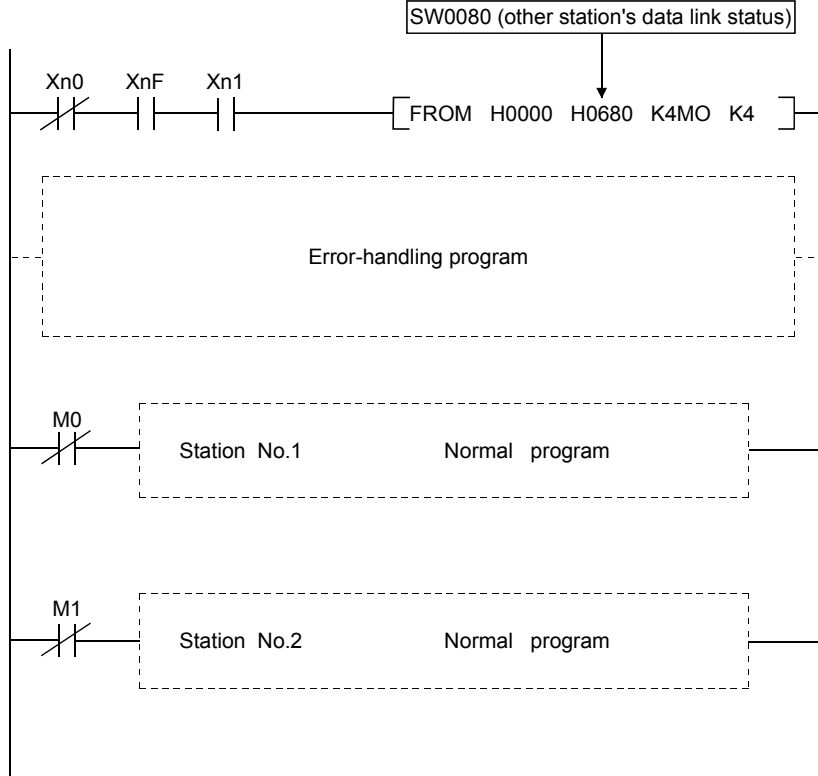 SW0080 (other station's data link status)
Xn0 XnF Xn1
FROM H0000 H0680 K4MO K4
Error-handling program
M0
Station No.1 Normal program
M1
Station No.2 Normal program